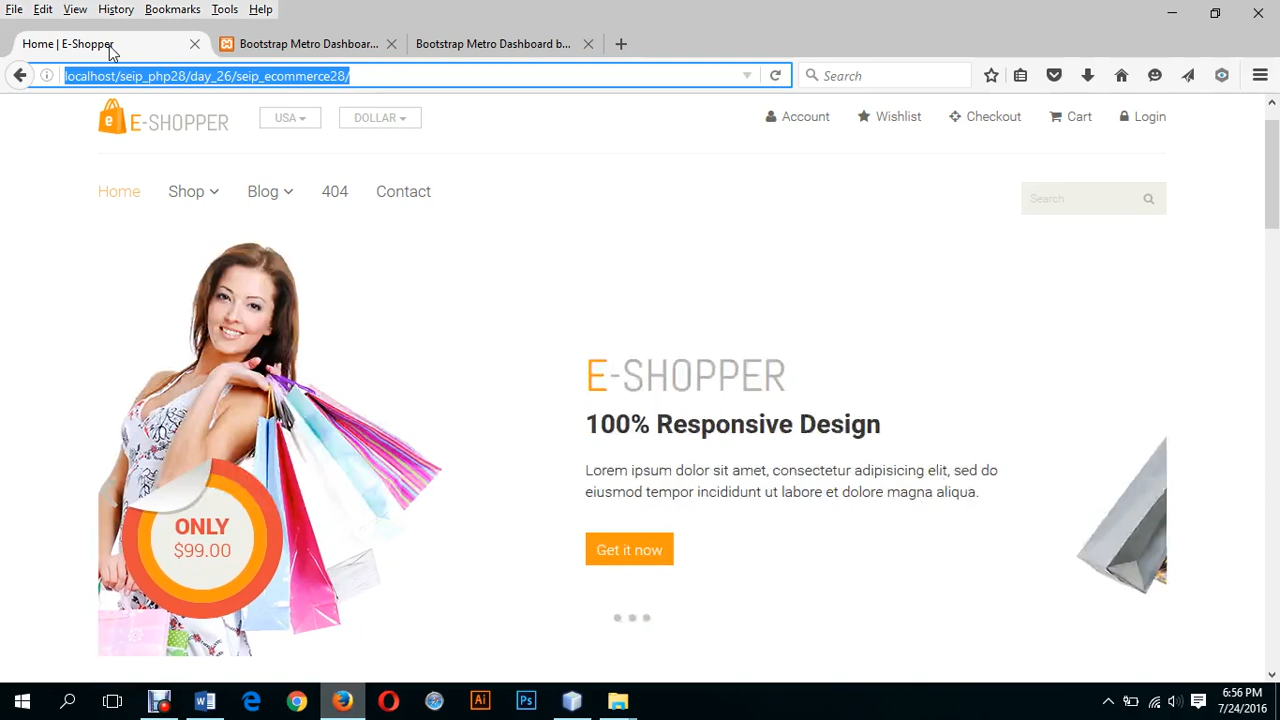 File Edit View History Bookmarks Tools Help
Home | E-Shopper
Bootstrap Metro Dashboar...
Bootstrap Metro Dashboard b...
localhost/seip_php28/day_26/seip_ecommerce28/
Search
E-SHOPPER
USA
DOLLAR
Account
Wishlist
Checkout
Cart
Login
Home
Shop
Blog
404
Contact
Search
E-SHOPPER
100% Responsive Design
Lorem ipsum dolor sit amet, consectetur adipisicing elit, sed do
eiusmod tempor incididunt ut labore et dolore magna aliqua.
ONLY
$99.00
Get it now
6:56 PM
7/24/2016